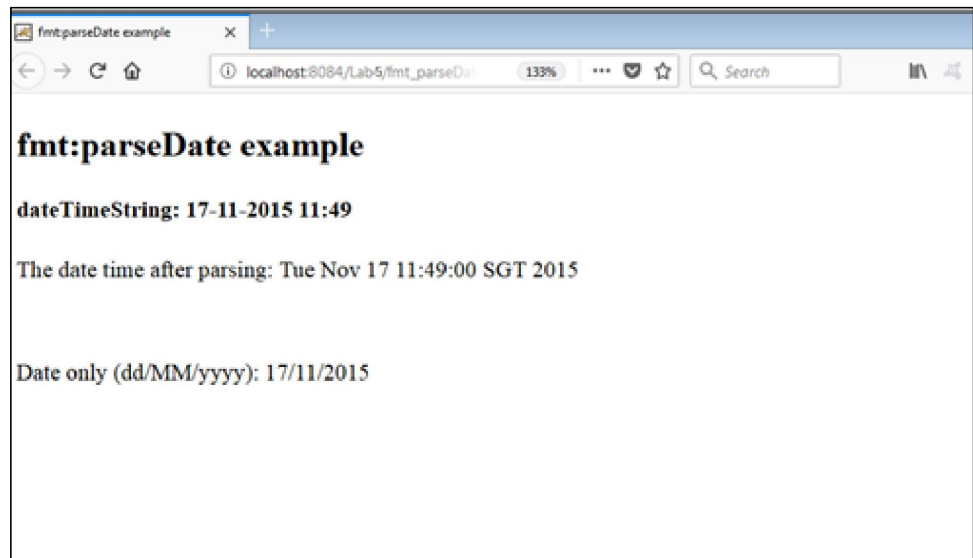 fmt:parseDate example
localhost:8084/Lab5/fmt_parseDat
133%
Search
fmt:parseDate example
dateTimeString: 17-11-2015 11:49
The date time after parsing: Tue Nov 17 11:49:00 SGT 2015
Date only (dd/MM/yyyy): 17/11/2015